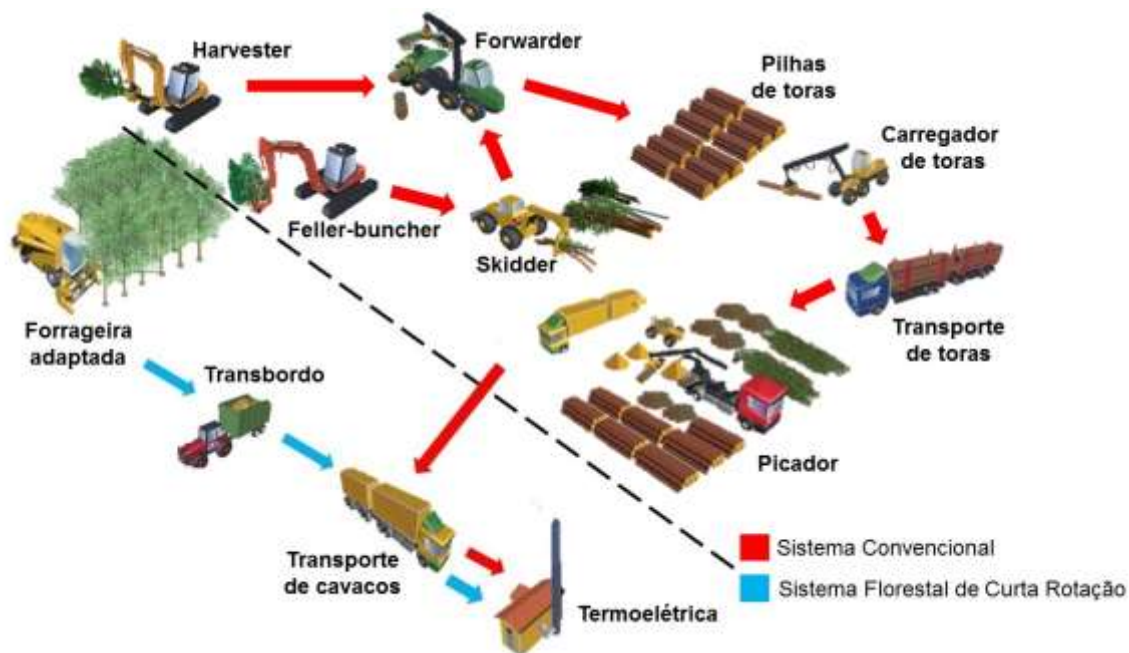 Harvester
Forwarder
Pilhas
de toras
Carregador
de toras
Feller-buncher
Skidder
Forrageira
adaptada
Transporte
de toras
Transbordo
Picador
Transporte
de cavacos
Termoelétrica
Sistema Convencional
Sistema Florestal de Curta Rotação